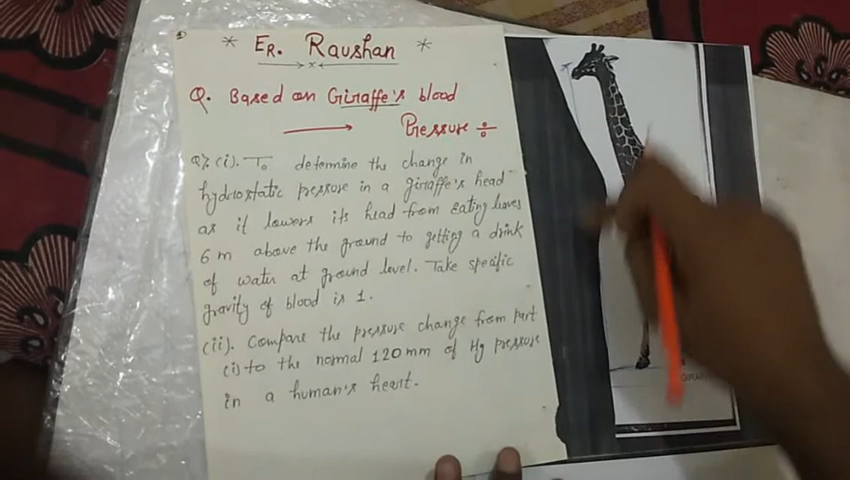 * ER. Raushan *
Q. Based on Giraffe's blood
Pressure ÷
Q% (i). To determine the change in
hydrostatic pressure in a giraffe's head
as it lowers its head from eating leaves
6 m above the ground to getting a drink
of water at ground level. Take specific
gravity of blood is 1.
(ii). Compare the pressure change from part
(i) to the normal 120 mm of Hg pressure
in a human's heart.